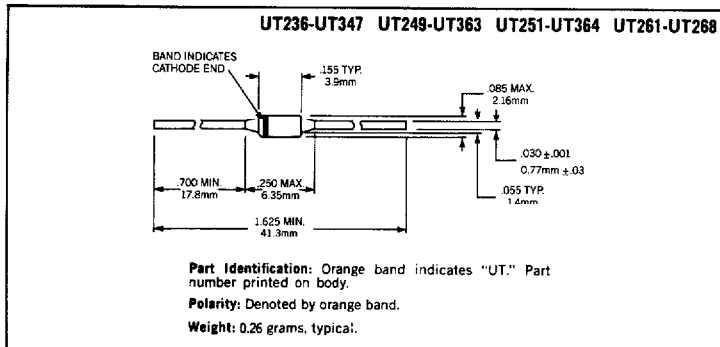 UT236-UT347 UT249-UT363 UT251-UT364 UT261-UT268
BAND INDICATES
CATHODE END
.155 TYP.
3.9mm
.085 MAX.
2.16mm
.030 ±.001
0.77mm ±.03
.055 TYP.
1.4mm
.700 MIN.
17.8mm
.250 MAX.
6.35mm
1.625 MIN.
41.3mm
Part Identification: Orange band indicates "UT." Part
number printed on body.
Polarity: Denoted by orange band.
Weight: 0.26 grams, typical.